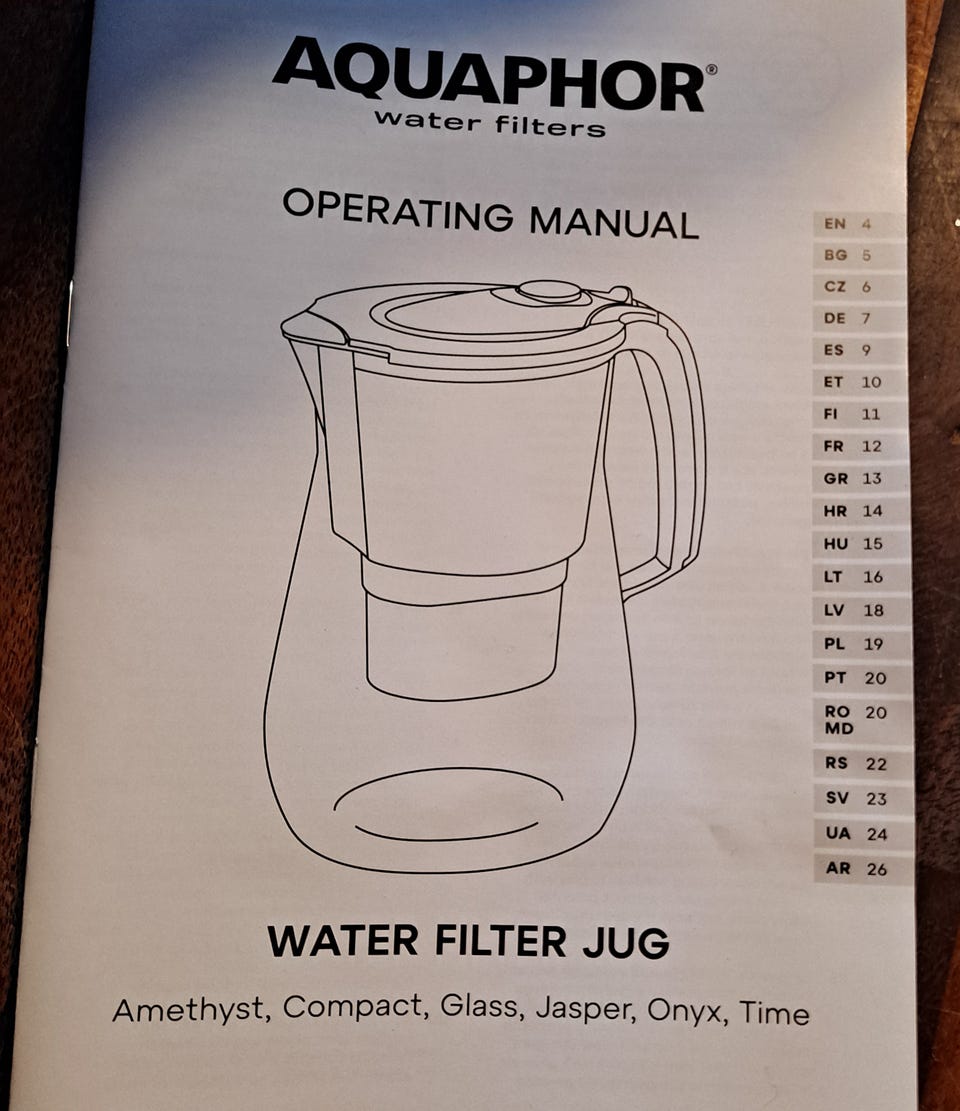 AQUAPHOR®
water filters
OPERATING MANUAL
EN 4
BG 5
CZ 6
DE 7
ES 9
ET 10
FI 11
FR 12
GR 13
HR 14
HU 15
LT 16
LV 18
PL 19
PT 20
RO 20
MD
RS 22
SV 23
UA 24
AR 26
WATER FILTER JUG
Amethyst, Compact, Glass, Jasper, Onyx, Time